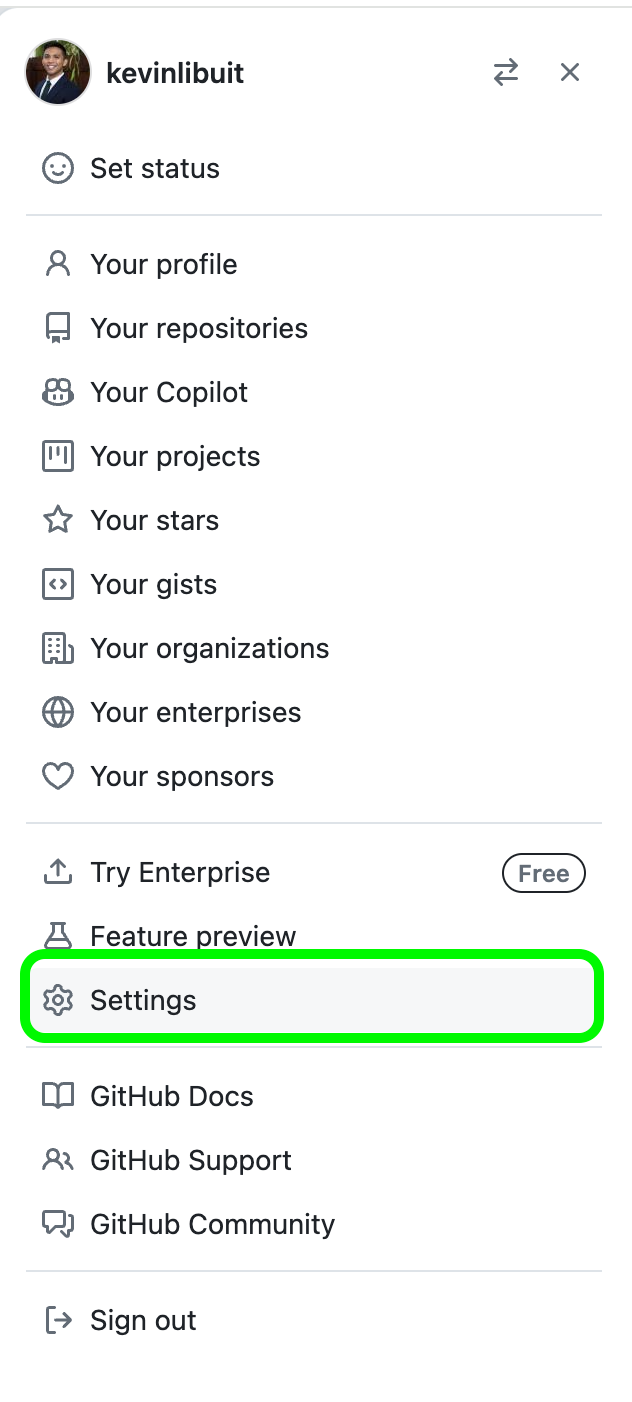 kevinlibuit
Set status
Your profile
Your repositories
Your Copilot
Your projects
Your stars
Your gists
Your organizations
Your enterprises
Your sponsors
Try Enterprise Free
Feature preview
Settings
GitHub Docs
GitHub Support
GitHub Community
Sign out